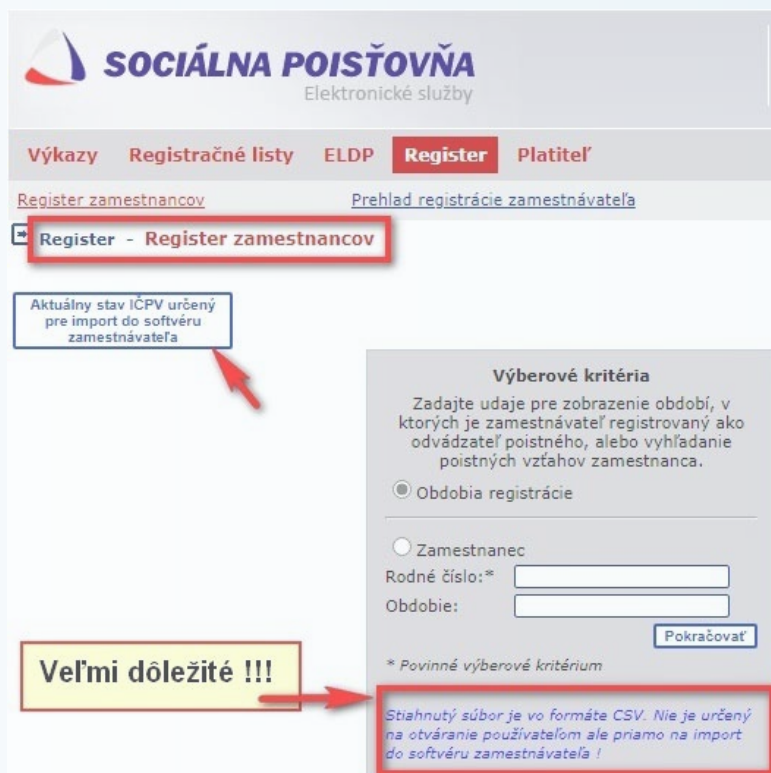 SOCIÁLNA POISŤOVŇA
Elektronické služby
Výkazy Registračné listy ELDP Register Platiteľ
Register zamestnancov Prehlad registrácie zamestnávateľa
Register - Register zamestnancov
Aktuálny stav IČPV určený
pre import do softvéru
zamestnávateľa
Výberové kritéria
Zadajte udaje pre zobrazenie období, v
ktorých je zamestnávateľ registrovaný ako
odvádzateľ poistného, alebo vyhľadanie
poistných vzťahov zamestnanca.
Obdobia registrácie
Zamestnanec
Rodné číslo:*
Obdobie:
Pokračovať
* Povinné výberové kritérium
Veľmi dôležité !!!
Stiahnutý súbor je vo formáte CSV. Nie je určený
na otváranie používateľom ale priamo na import
do softvéru zamestnávateľa !